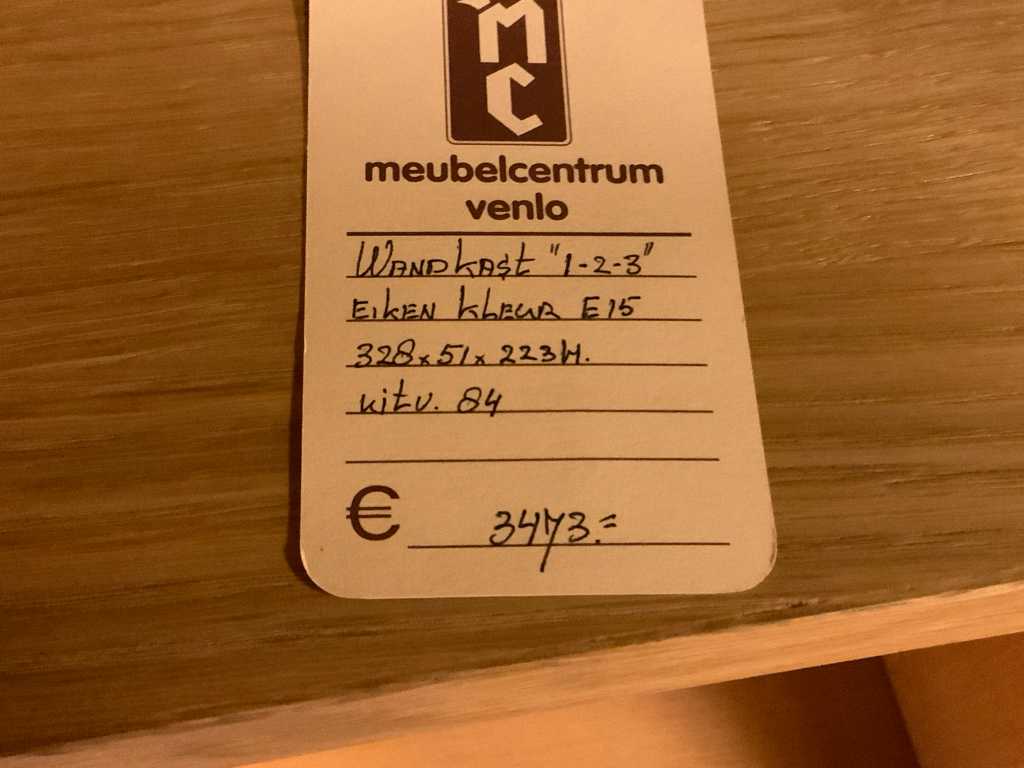 MC
meubelcentrum
venlo
WANDKAST "1-2-3"
EIKEN KLEUR E15
328x51x223H.
uitv. 84
€ 3473.=